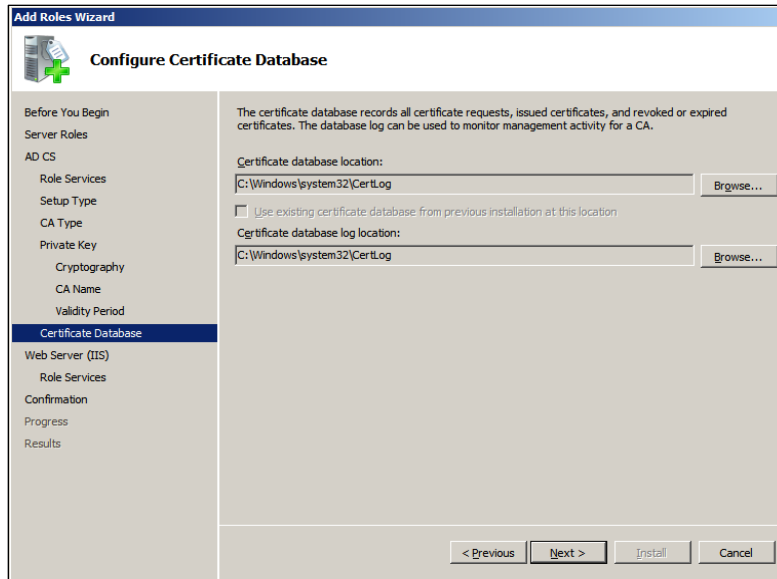 Add Roles Wizard
Configure Certificate Database
Before You Begin
Server Roles
AD CS
Role Services
Setup Type
CA Type
Private Key
Cryptography
CA Name
Validity Period
Certificate Database
Web Server (IIS)
Role Services
Confirmation
Progress
Results
The certificate database records all certificate requests, issued certificates, and revoked or expired
certificates. The database log can be used to monitor management activity for a CA.
Certificate database location:
C:\Windows\system32\CertLog
Browse...
Use existing certificate database from previous installation at this location
Certificate database log location:
C:\Windows\system32\CertLog
Browse...
< Previous
Next >
Install
Cancel